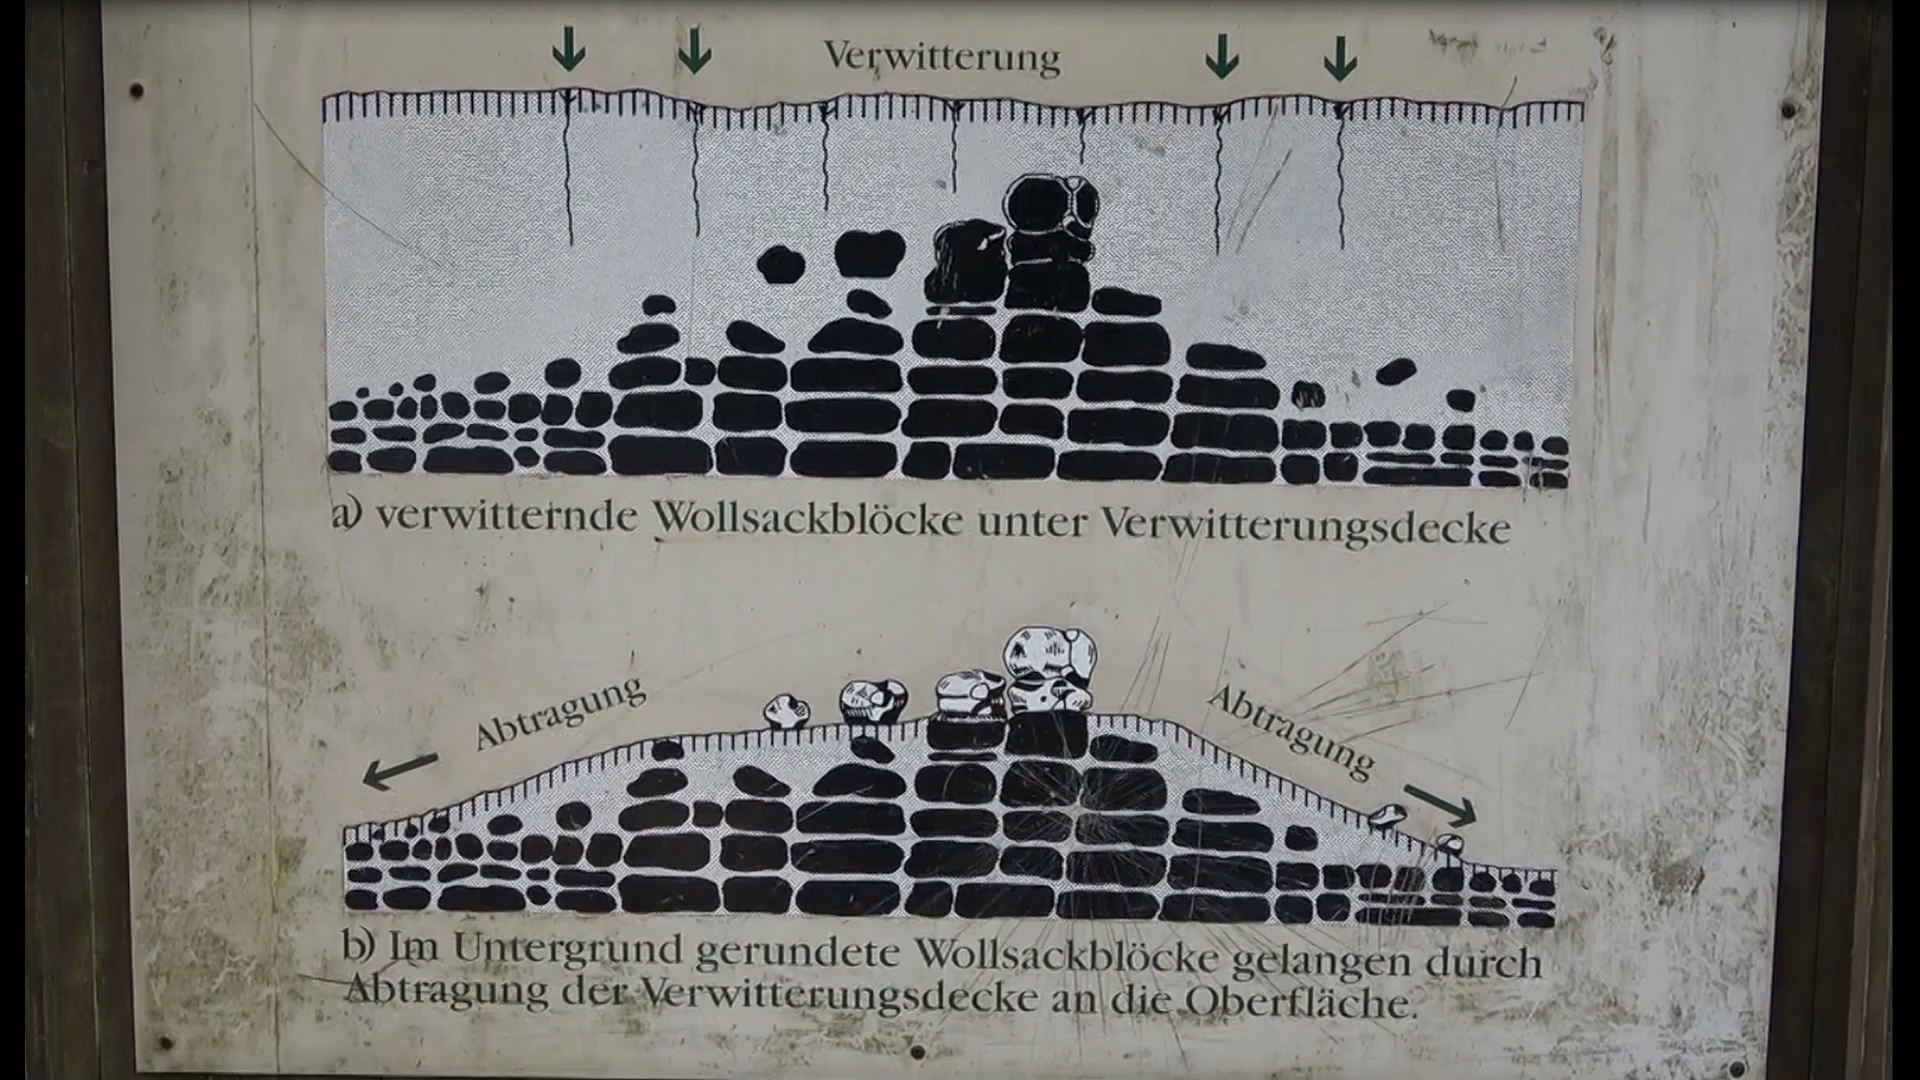 Verwitterung
a) verwitternde Wollsackblöcke unter Verwitterungsdecke
Abtragung
Abtragung
b) Im Untergrund gerundete Wollsackblöcke gelangen durch
Abtragung der Verwitterungsdecke an die Oberfläche.